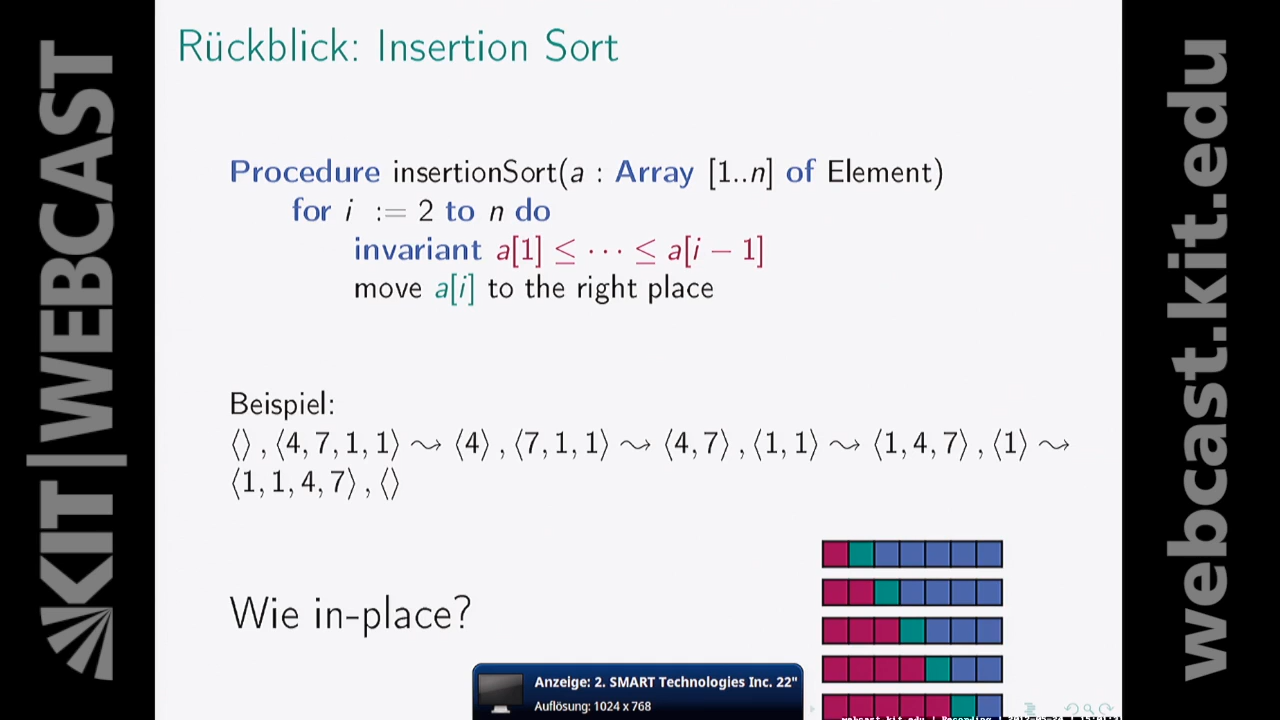 KIT|WEBCAST
Rückblick: Insertion Sort
Procedure insertionSort(a : Array [1..n] of Element)
for i := 2 to n do
invariant a[1] ≤ ··· ≤ a[i − 1]
move a[i] to the right place
Beispiel:
⟨⟩, ⟨4, 7, 1, 1⟩ ⤳ ⟨4⟩, ⟨7, 1, 1⟩ ⤳ ⟨4, 7⟩, ⟨1, 1⟩ ⤳ ⟨1, 4, 7⟩, ⟨1⟩ ⤳
⟨1, 1, 4, 7⟩, ⟨⟩
Wie in-place?
Anzeige: 2. SMART Technologies Inc. 22"
Auflösung: 1024 x 768
webcast.kit.edu